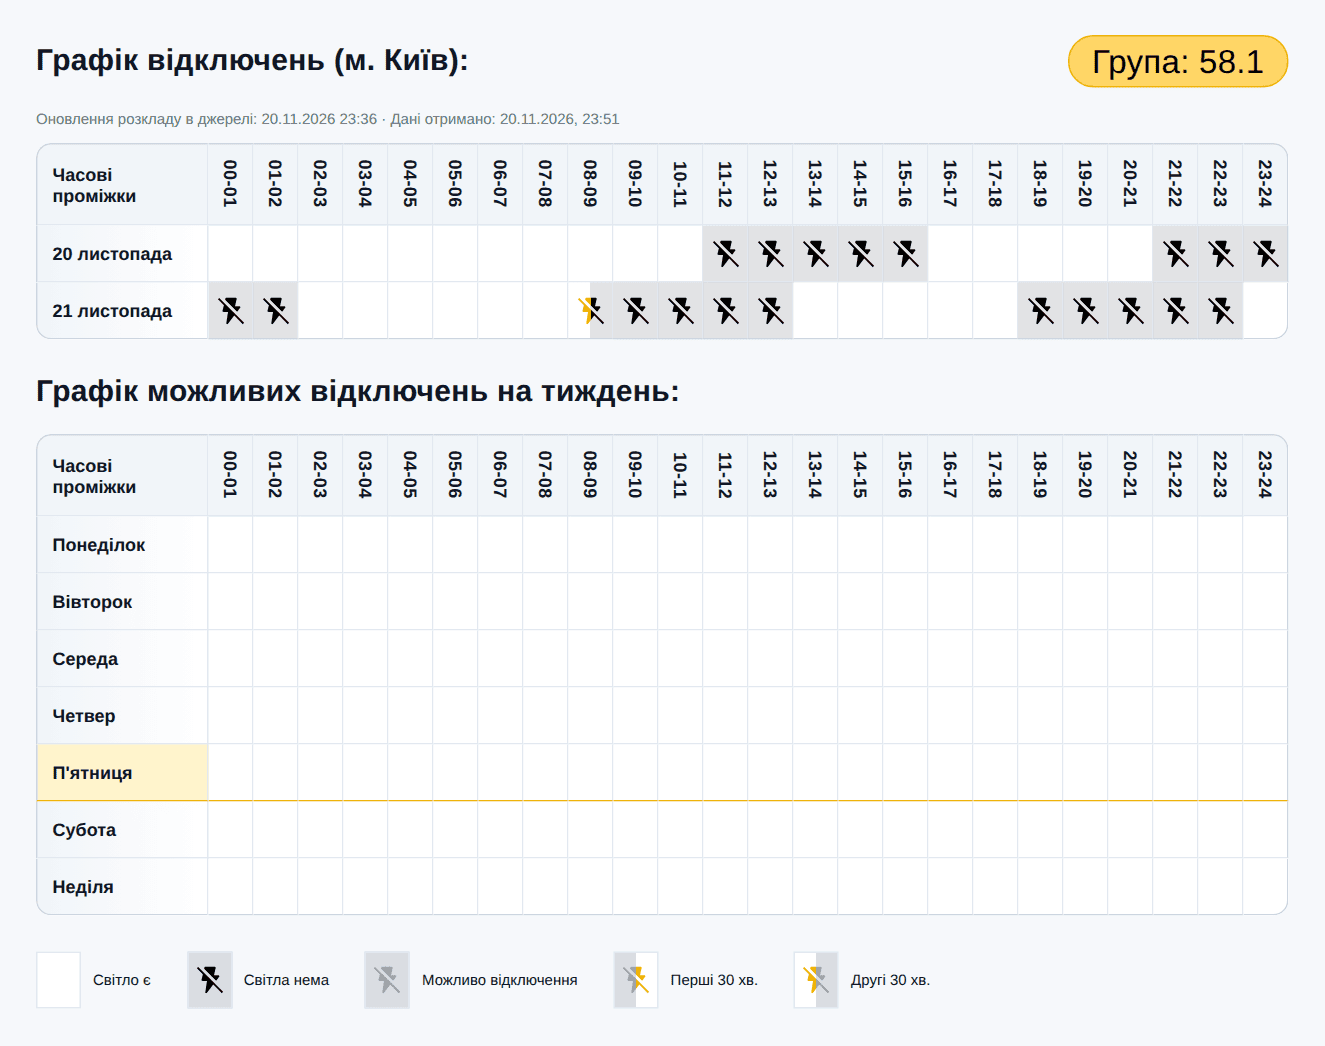 Графік відключень (м. Київ):
Група: 58.1
Оновлення розкладу в джерелі: 20.11.2026 23:36 · Дані отримано: 20.11.2026, 23:51
Часові проміжки 00-01 01-02 02-03 03-04 04-05 05-06 06-07 07-08 08-09 09-10 10-11 11-12 12-13 13-14 14-15 15-16 16-17 17-18 18-19 19-20 20-21 21-22 22-23 23-24
20 листопада
21 листопада
Графік можливих відключень на тиждень:
Часові проміжки 00-01 01-02 02-03 03-04 04-05 05-06 06-07 07-08 08-09 09-10 10-11 11-12 12-13 13-14 14-15 15-16 16-17 17-18 18-19 19-20 20-21 21-22 22-23 23-24
Понеділок
Вівторок
Середа
Четвер
П'ятниця
Субота
Неділя
Світло є Світла нема Можливо відключення Перші 30 хв. Другі 30 хв.